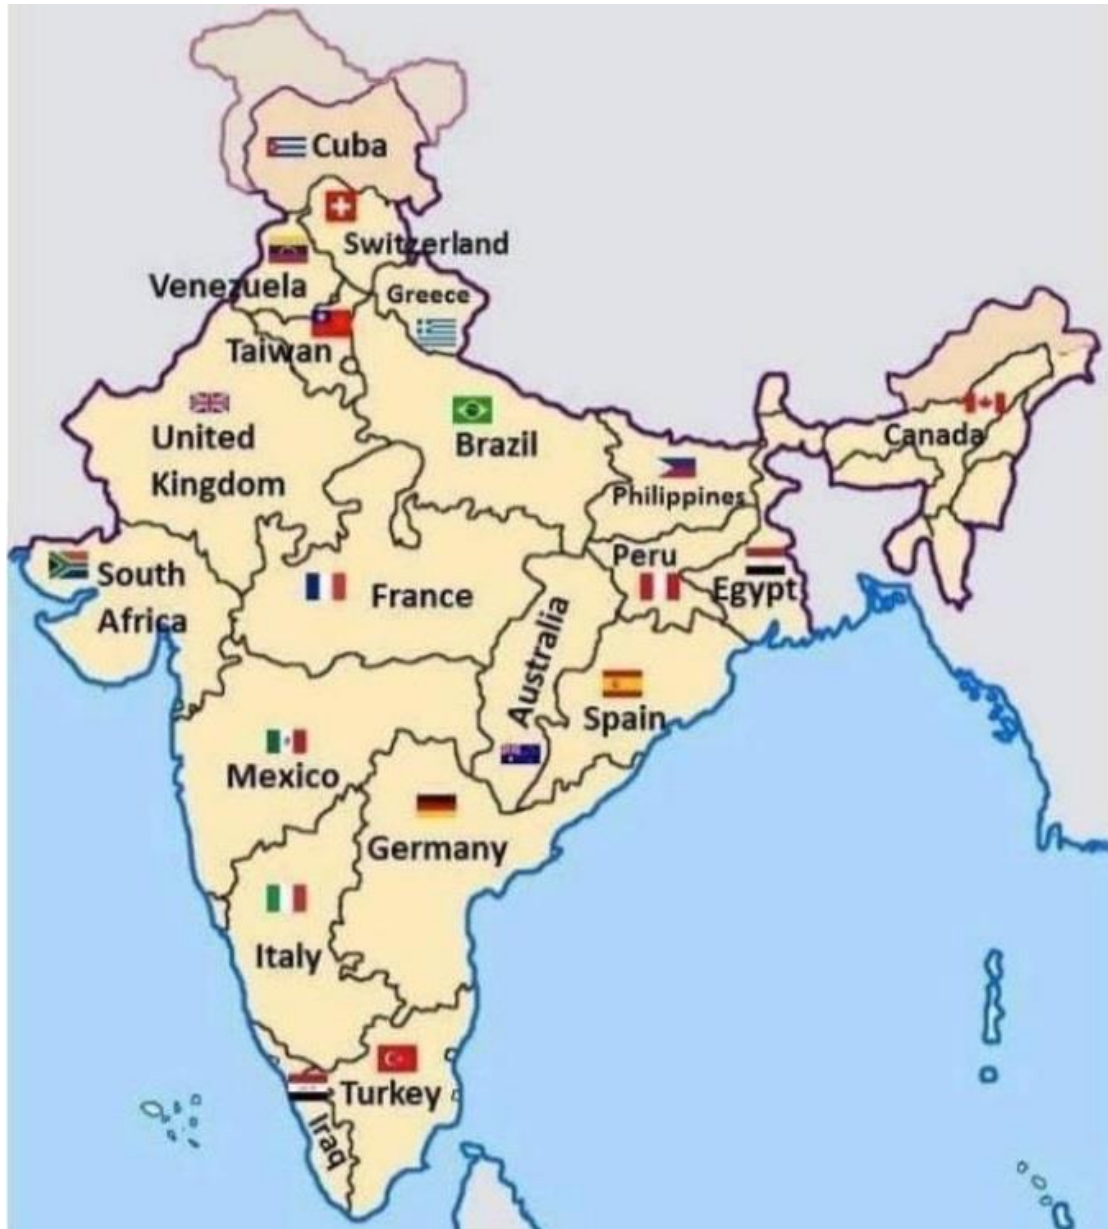 Cuba
Switzerland
Venezuela
Greece
Taiwan
United
Kingdom
Brazil
Canada
Philippines
South
Africa
France
Peru
Egypt
Australia
Spain
Mexico
Germany
Italy
Turkey
Iraq